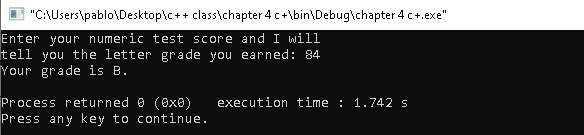 "C:\Users\pablo\Desktop\c++ class\chapter 4 c+\bin\Debug\chapter 4 c+.exe"
Enter your numeric test score and I will
tell you the letter grade you earned: 84
Your grade is B.
Process returned 0 (0x0)   execution time : 1.742 s
Press any key to continue.